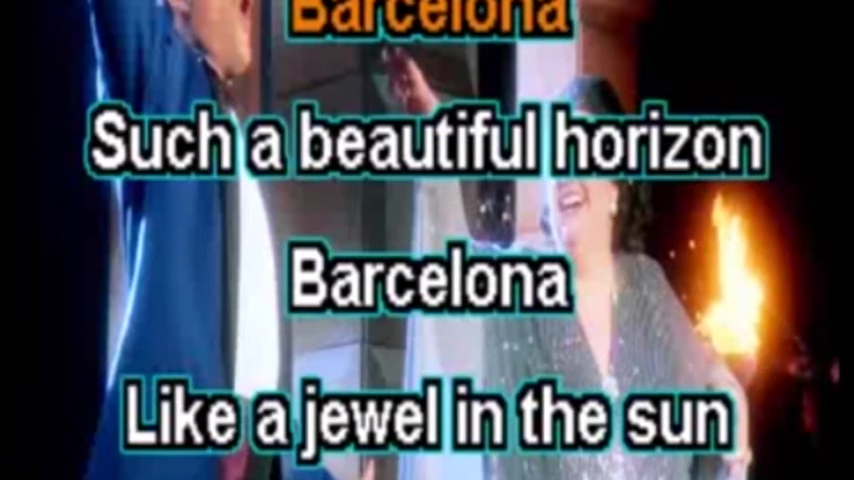 Barcelona
Such a beautiful horizon
Barcelona
Like a jewel in the sun